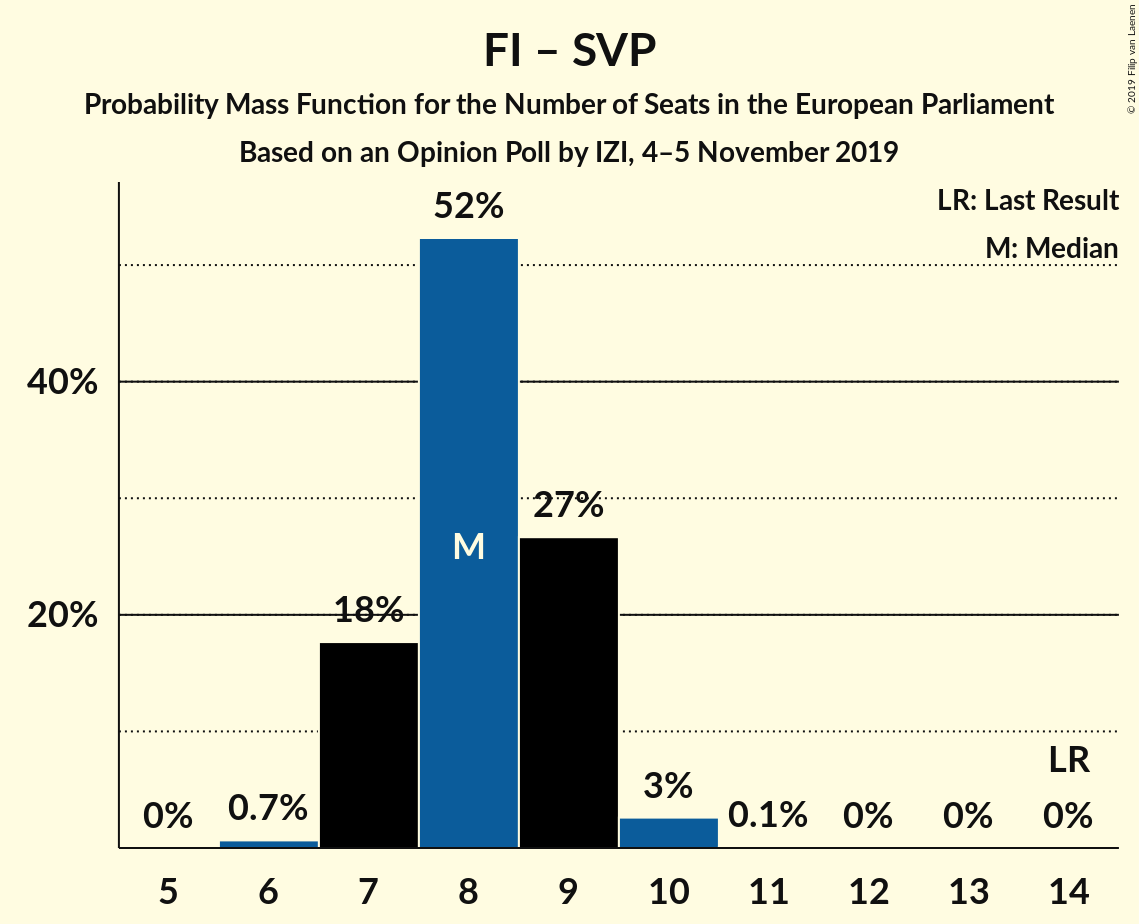 FI – SVP
Probability Mass Function for the Number of Seats in the European Parliament
Based on an Opinion Poll by IZI, 4–5 November 2019
© 2019 Filip van Laenen
LR: Last Result
M: Median
52%
40%
27%
M
20%
18%
LR
3%
0%
0.7%
0.1%
0%
0%
0%
5
6
7
8
9
10
11
12
13
14